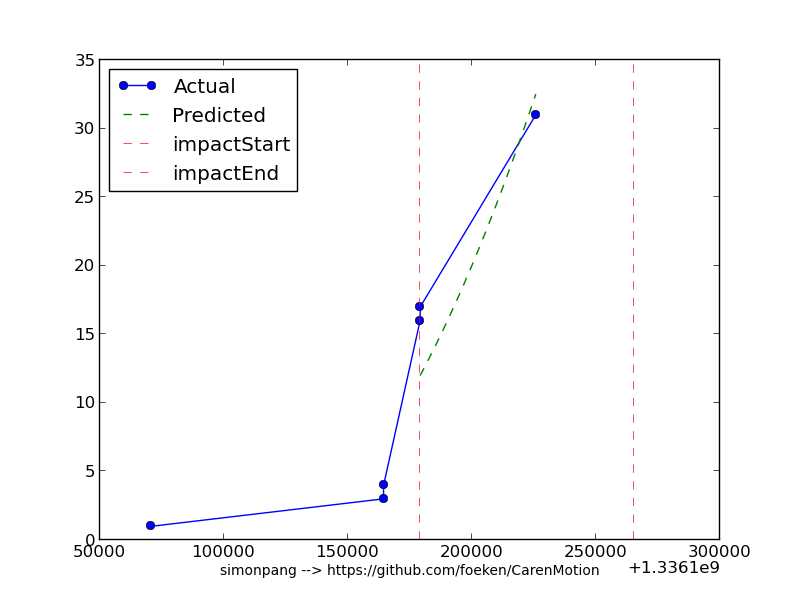 35
30
25
20
15
10
5
0
Actual
Predicted
impactStart
impactEnd
50000 100000 150000 200000 250000 300000
simonpang --> https://github.com/foeken/CarenMotion +1.3361e9